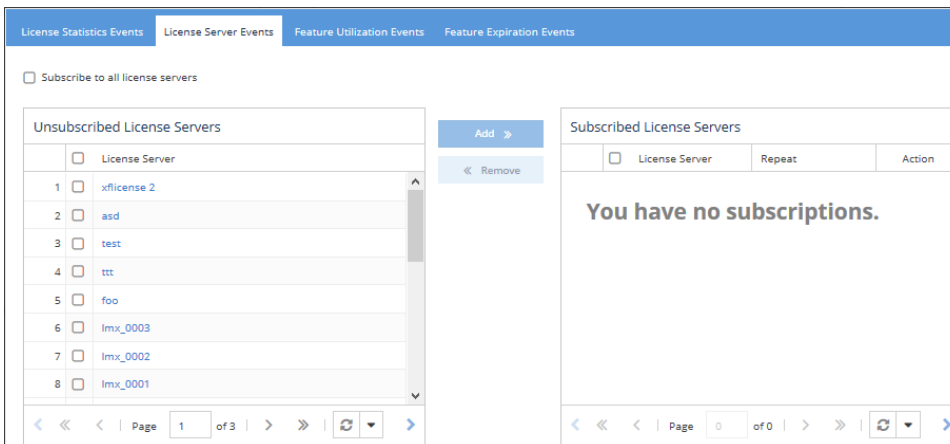 License Statistics Events License Server Events Feature Utilization Events Feature Expiration Events
Subscribe to all license servers
Unsubscribed License Servers
License Server
1 xflicense 2
2 asd
3 test
4 ttt
5 foo
6 lmx_0003
7 lmx_0002
8 lmx_0001
Page 1 of 3
Add »
« Remove
Subscribed License Servers
License Server Repeat Action
You have no subscriptions.
Page 0 of 0